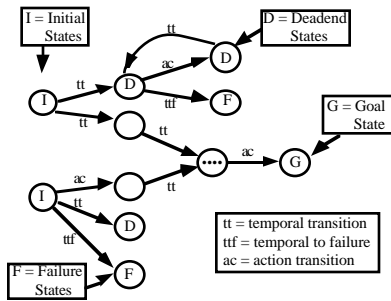 I = Initial
States
D = Deadend
States
tt
D
ac
D
tt
ttf
F
I
tt
tt
G = Goal
State
....
ac
G
ac
tt
I
tt
D
ttf
F
F = Failure
States
tt = temporal transition
ttf = temporal to failure
ac = action transition